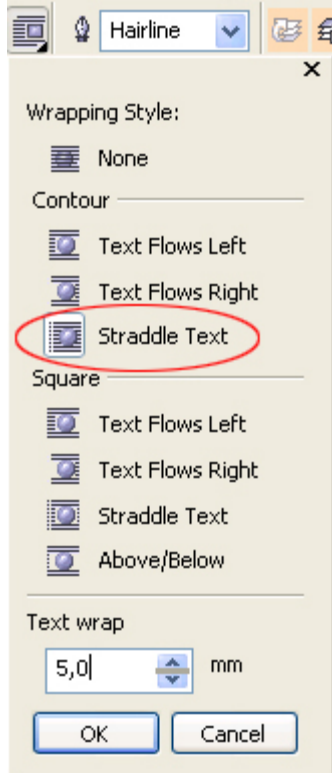 Hairline
Wrapping Style:
None
Contour
Text Flows Left
Text Flows Right
Straddle Text
Square
Text Flows Left
Text Flows Right
Straddle Text
Above/Below
Text wrap
5,0 mm
OK Cancel